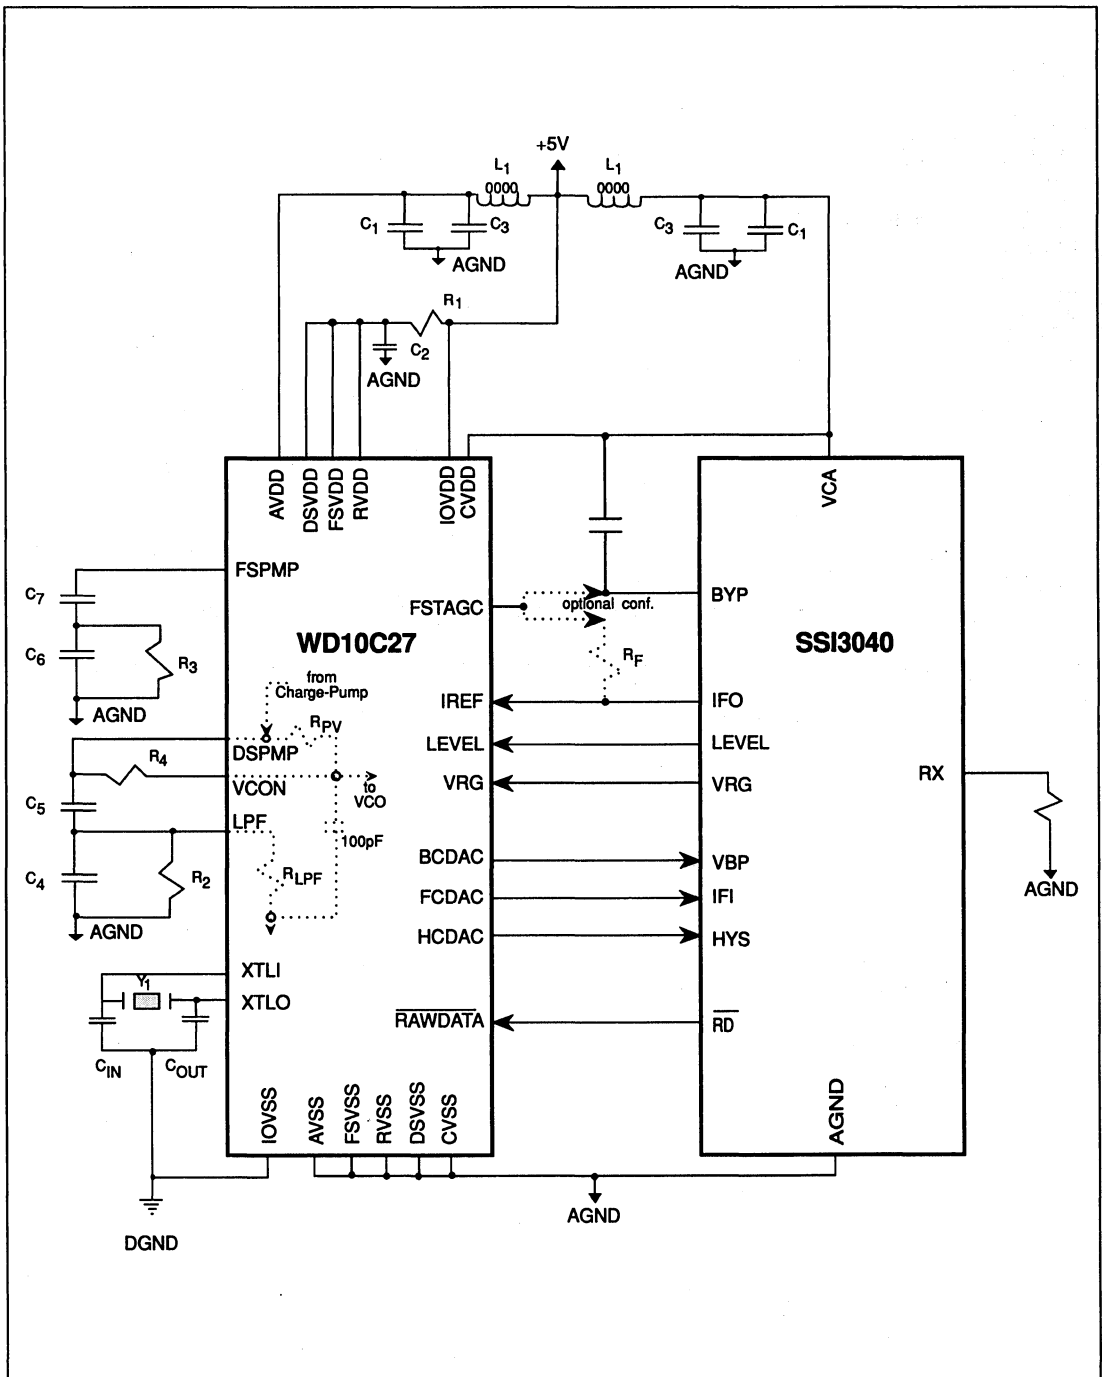 +5V
L1
L1
C1
C3
C3
C1
AGND
AGND
R1
C2
AGND
AVDD
DSVDD
FSVDD
RVDD
IOVDD
CVDD
VCA
FSPMP
C7
C6
R3
AGND
FSTAGC
optional conf.
BYP
WD10C27
SSI3040
RF
from
Charge-Pump
IREF
IFO
RPV
DSPMP
LEVEL
LEVEL
R4
VCON
to
VCO
VRG
VRG
RX
C5
LPF
100pF
BCDAC
VBP
C4
R2
RLPF
FCDAC
IFI
AGND
AGND
HCDAC
HYS
XTLI
Y1
XTLO
RAWDATA
RD
CIN
COUT
IOVSS
AVSS
FSVSS
RVSS
DSVSS
CVSS
AGND
AGND
DGND